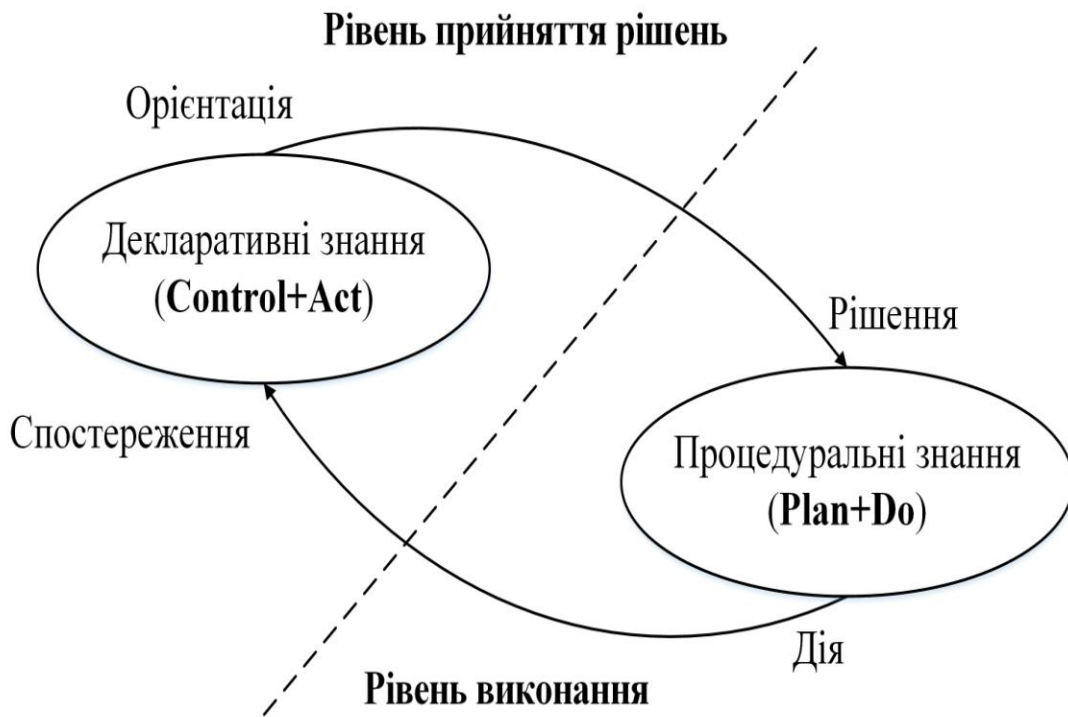 Рівень прийняття рішень
Орієнтація
Декларативні знання
(Control+Act)
Рішення
Спостереження
Процедуральні знання
(Plan+Do)
Дія
Рівень виконання